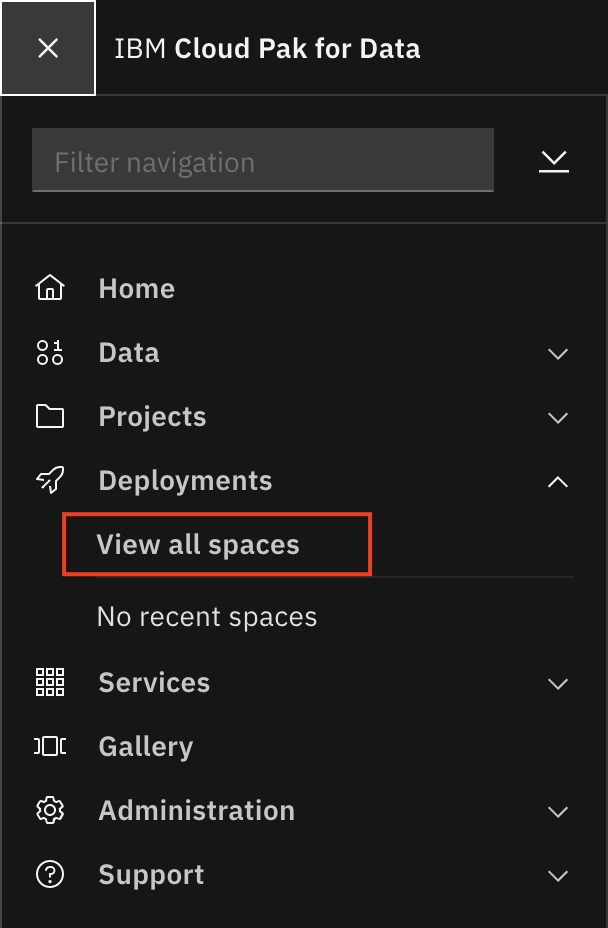 IBM Cloud Pak for Data
Filter navigation
Home
Data
Projects
Deployments
View all spaces
No recent spaces
Services
Gallery
Administration
Support